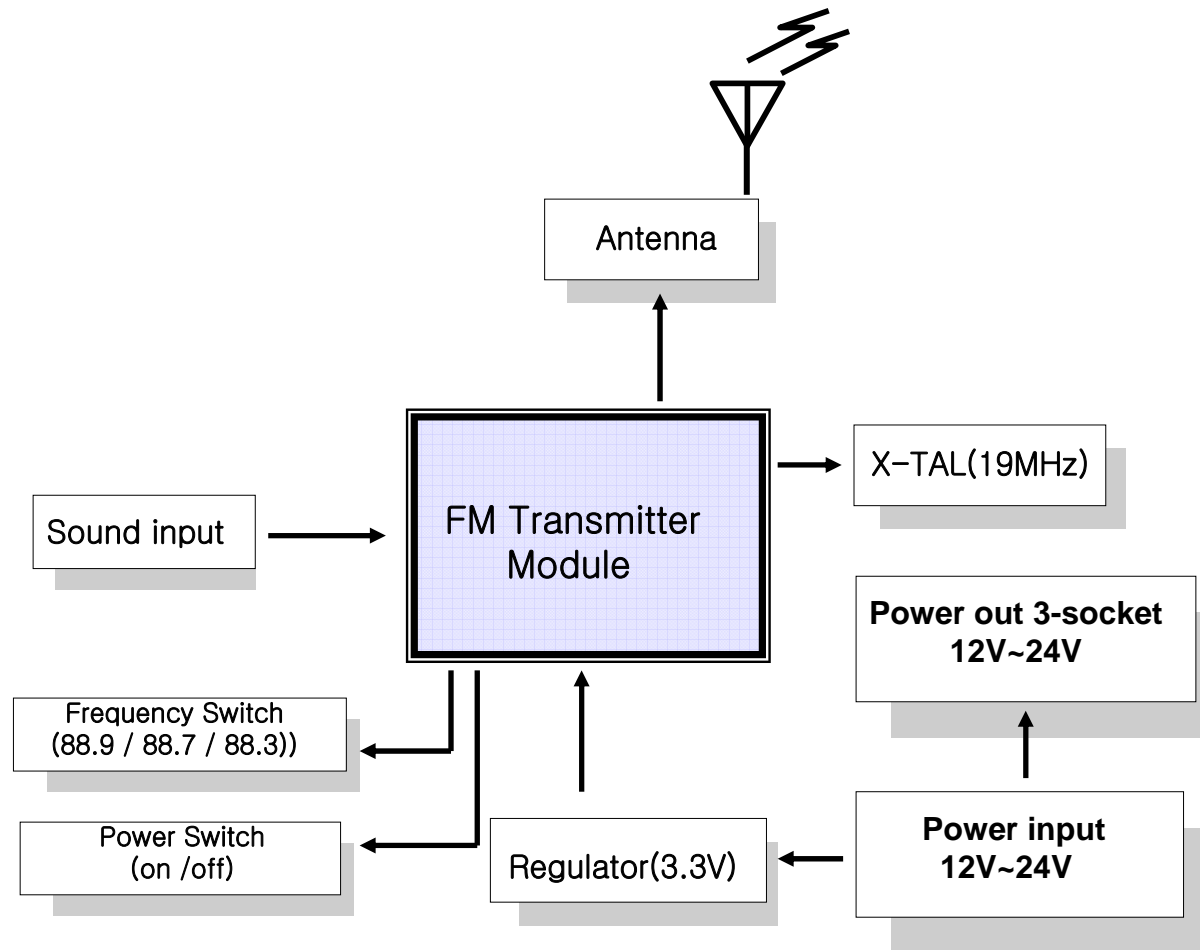 Antenna
X-TAL(19MHz)
Sound input
FM Transmitter
Module
Power out 3-socket
12V~24V
Frequency Switch
(88.9 / 88.7 / 88.3))
Power Switch
(on /off)
Regulator(3.3V)
Power input
12V~24V